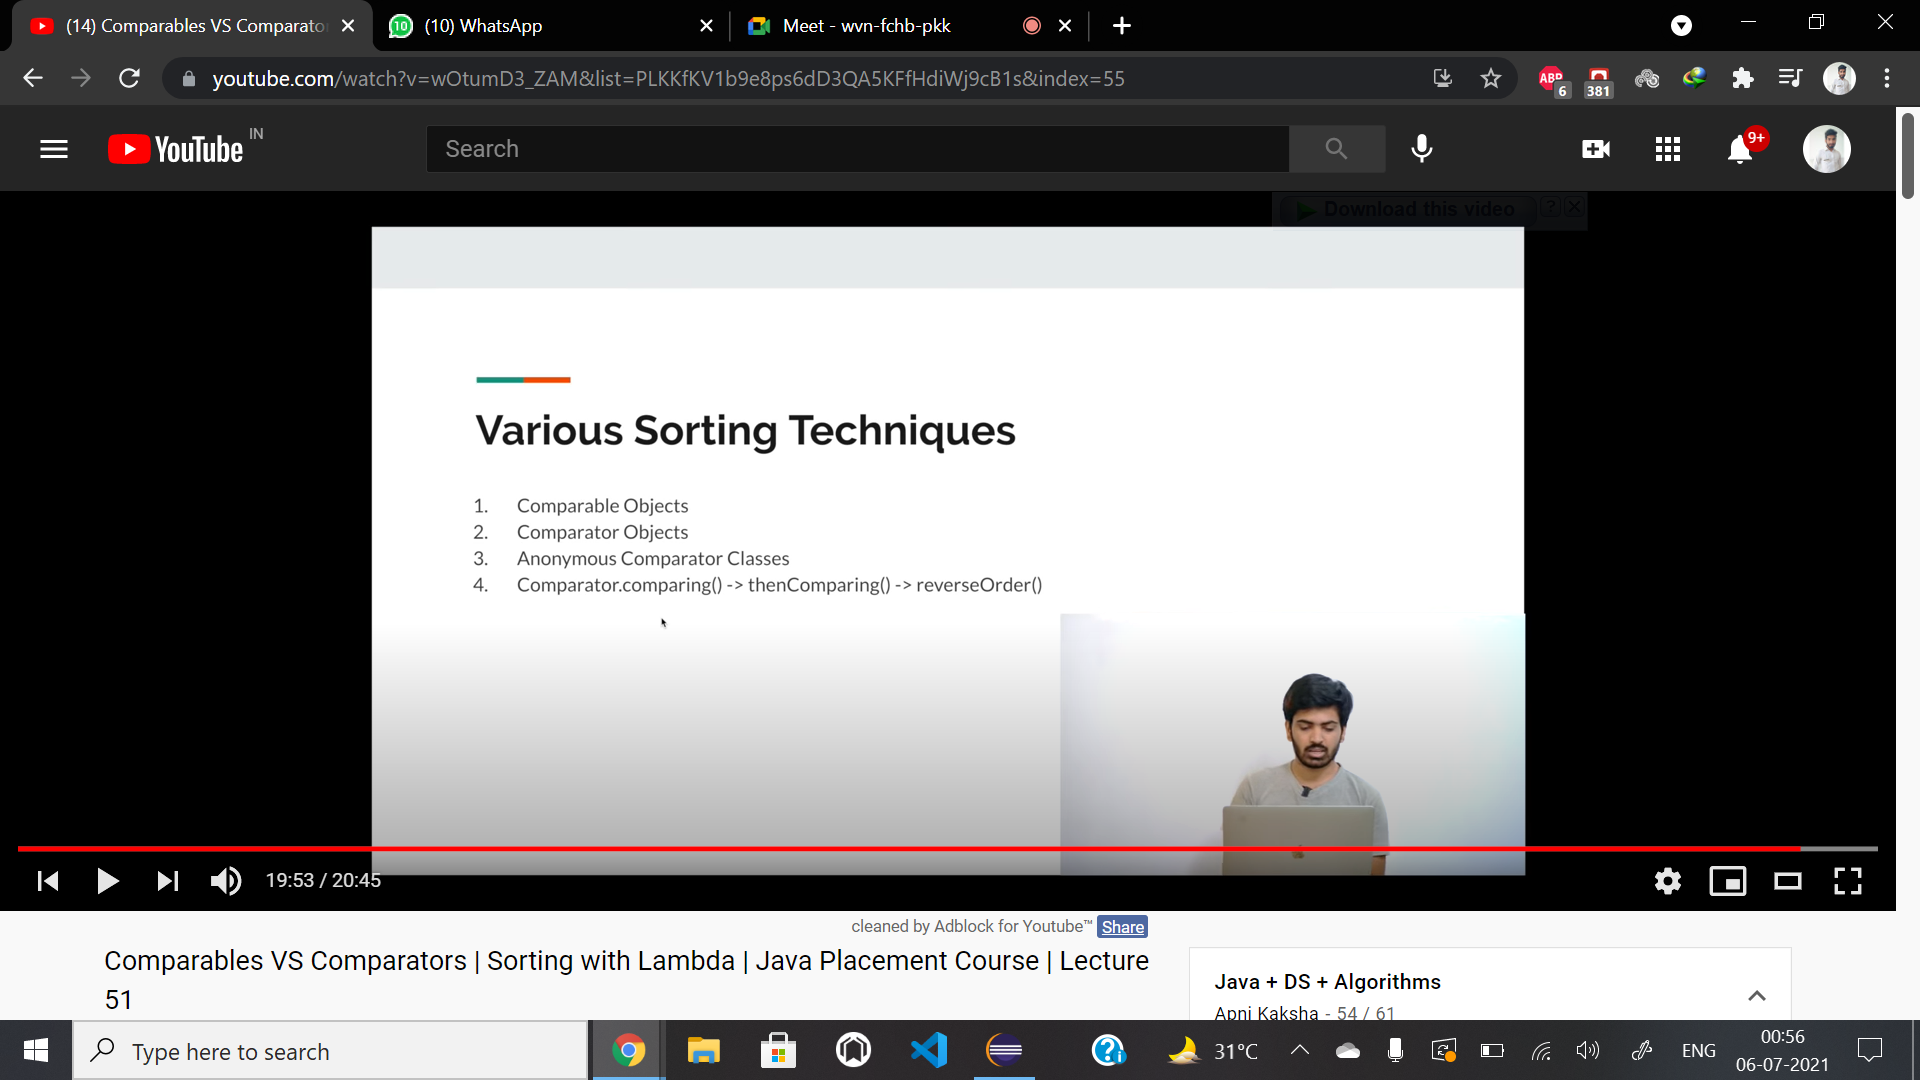 (14) Comparables VS Comparato
(10) WhatsApp
Meet - wvn-fchb-pkk
youtube.com/watch?v=wOtumD3_ZAM&list=PLKKfKV1b9e8ps6dD3QA5KFfHdiWj9cB1s&index=55
ABP
6
381
YouTube IN
Search
9+
Download this video
?
Various Sorting Techniques
1. Comparable Objects
2. Comparator Objects
3. Anonymous Comparator Classes
4. Comparator.comparing() -> thenComparing() -> reverseOrder()
19:53 / 20:45
cleaned by Adblock for Youtube™ Share
Comparables VS Comparators | Sorting with Lambda | Java Placement Course | Lecture
51
Java + DS + Algorithms
Apni Kaksha - 54 / 61
Type here to search
31°C
ENG
00:56
06-07-2021